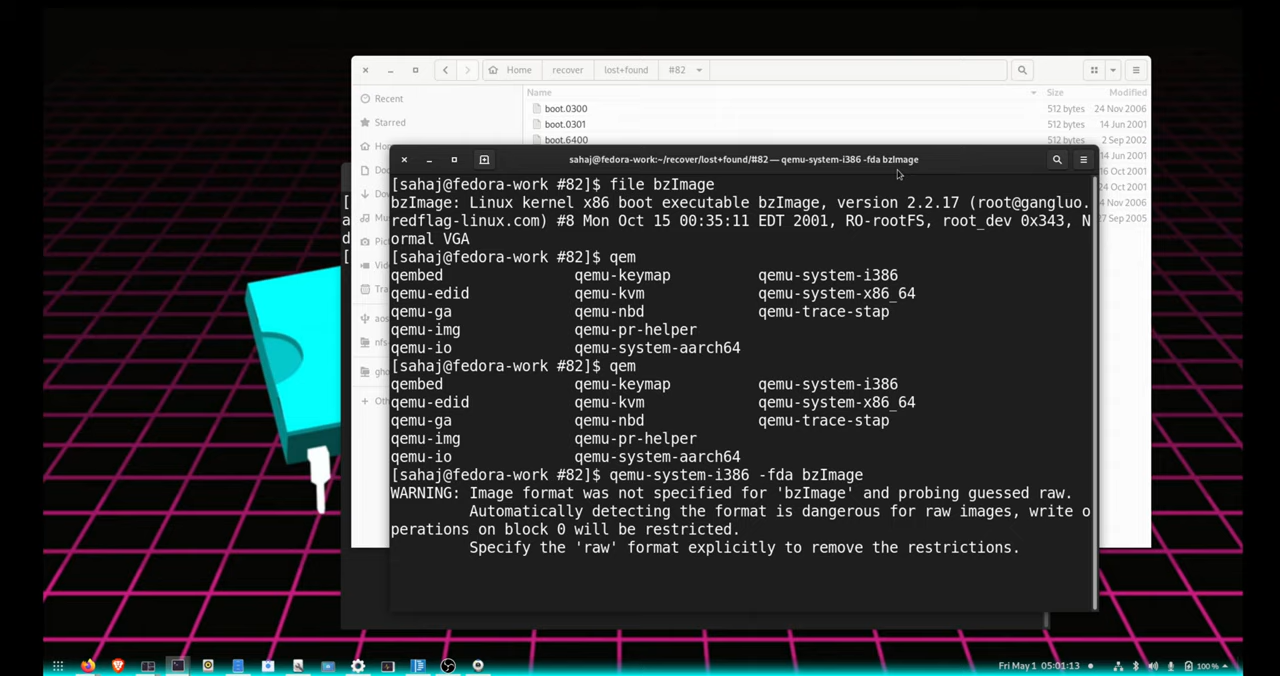 Home recover lost+found #82
Recent
Starred
Name Size Modified
boot.0300 512 bytes 24 Nov 2006
boot.0301 512 bytes 14 Jun 2001
boot.6400 512 bytes 2 Sep 2002
sahaj@fedora-work:~/recover/lost+found/#82 — qemu-system-i386 -fda bzImage
[sahaj@fedora-work #82]$ file bzImage
bzImage: Linux kernel x86 boot executable bzImage, version 2.2.17 (root@gangluo.
redflag-linux.com) #8 Mon Oct 15 00:35:11 EDT 2001, RO-rootFS, root_dev 0x343, N
ormal VGA
[sahaj@fedora-work #82]$ qem
qembed qemu-keymap qemu-system-i386
qemu-edid qemu-kvm qemu-system-x86_64
qemu-ga qemu-nbd qemu-trace-stap
qemu-img qemu-pr-helper
qemu-io qemu-system-aarch64
[sahaj@fedora-work #82]$ qem
qembed qemu-keymap qemu-system-i386
qemu-edid qemu-kvm qemu-system-x86_64
qemu-ga qemu-nbd qemu-trace-stap
qemu-img qemu-pr-helper
qemu-io qemu-system-aarch64
[sahaj@fedora-work #82]$ qemu-system-i386 -fda bzImage
WARNING: Image format was not specified for 'bzImage' and probing guessed raw.
Automatically detecting the format is dangerous for raw images, write o
perations on block 0 will be restricted.
Specify the 'raw' format explicitly to remove the restrictions.
Fri May 1 05:01:13 100 %